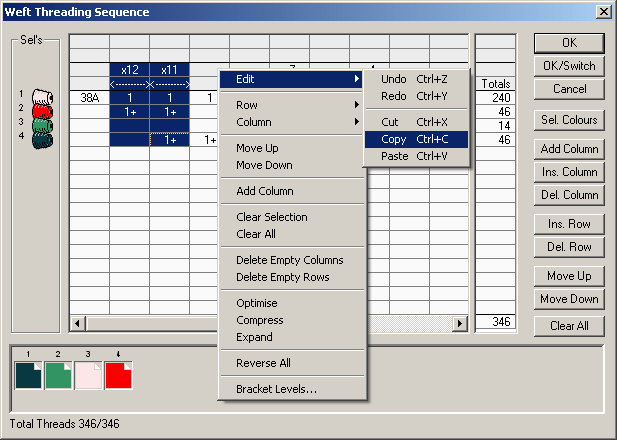 Weft Threading Sequence
Sel's
OK
OK/Switch
Cancel
Sel. Colours
Add Column
Ins. Column
Del. Column
Ins. Row
Del. Row
Move Up
Move Down
Clear All
x12 x11
Totals
1 38A 1 1 1 240
2 1+ 1+ 46
3 14
4 1+ 1+ 46
346
Edit
Row
Column
Move Up
Move Down
Add Column
Clear Selection
Clear All
Delete Empty Columns
Delete Empty Rows
Optimise
Compress
Expand
Reverse All
Bracket Levels...
Undo Ctrl+Z
Redo Ctrl+Y
Cut Ctrl+X
Copy Ctrl+C
Paste Ctrl+V
1 2 3 4
Total Threads 346/346